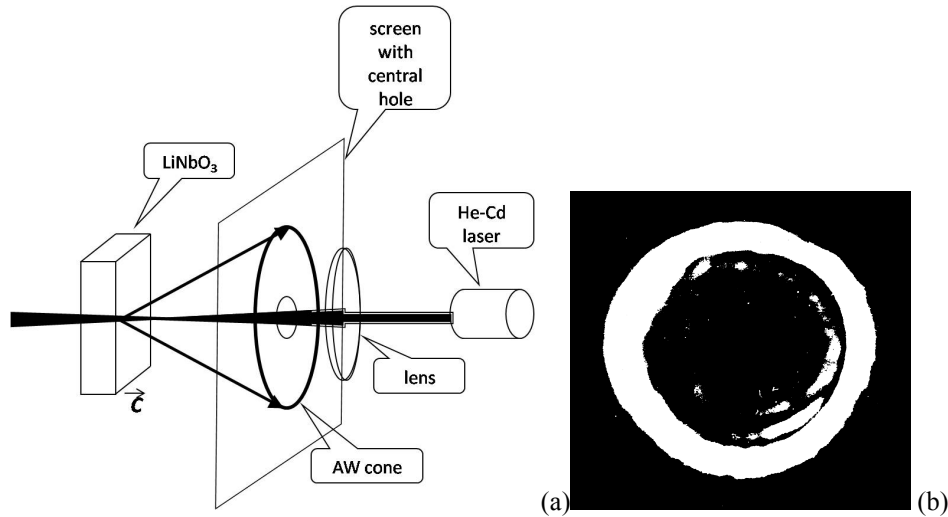 screen
with
central
hole
LiNbO₃
He-Cd
laser
C
lens
AW cone
(a)
(b)